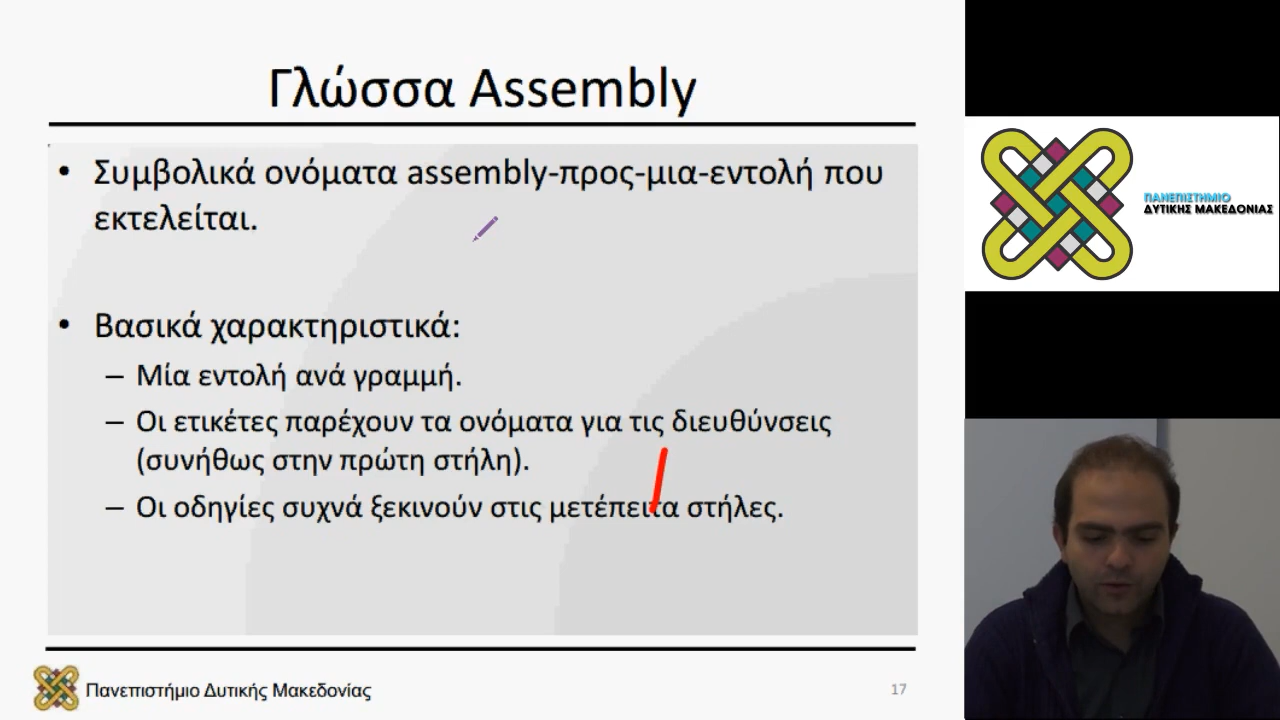 Γλώσσα Assembly
• Συμβολικά ονόματα assembly-προς-μια-εντολή που
εκτελείται.
• Βασικά χαρακτηριστικά:
– Μία εντολή ανά γραμμή.
– Οι ετικέτες παρέχουν τα ονόματα για τις διευθύνσεις
(συνήθως στην πρώτη στήλη).
– Οι οδηγίες συχνά ξεκινούν στις μετέπειτα στήλες.
Πανεπιστήμιο Δυτικής Μακεδονίας
17
ΠΑΝΕΠΙΣΤΗΜΙΟ
ΔΥΤΙΚΗΣ ΜΑΚΕΔΟΝΙΑΣ